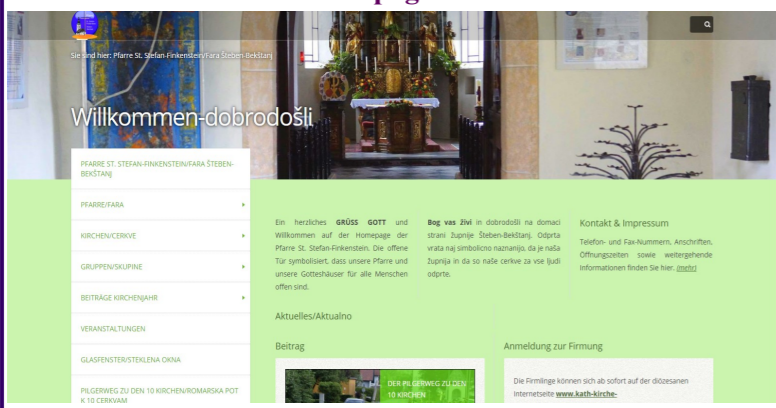 Sie sind hier: Pfarre St. Stefan-Finkenstein/Fara Šteben-Bekštanj
Willkommen-dobrodošli
PFARRE ST. STEFAN-FINKENSTEIN/FARA ŠTEBEN-
BEKŠTANJ
PFARRE/FARA
KIRCHEN/CERKVE
GRUPPEN/SKUPINE
BEITRÄGE KIRCHENJAHR
VERANSTALTUNGEN
GLASFENSTER/STEKLENA OKNA
PILGERWEG ZU DEN 10 KIRCHEN/ROMARSKA POT
K 10 CERKVAM
Ein herzliches GRÜSS GOTT und
Willkommen auf der Homepage der
Pfarre St. Stefan-Finkenstein. Die offene
Tür symbolisiert, dass unsere Pfarre und
unsere Gotteshäuser für alle Menschen
offen sind.
Bog vas živi in dobrodošli na domaci
strani župnije Šteben-Bekštanj. Odprta
vrata naj simbolicno naznanijo, da je naša
župnija in da so naše cerkve za vse ljudi
odprte.
Kontakt & Impressum
Telefon- und Fax-Nummern, Anschriften,
Öffnungszeiten sowie weitergehende
Informationen finden Sie hier. (mehr)
Aktuelles/Aktualno
Beitrag
DER PILGERWEG ZU DEN
10 KIRCHEN
Anmeldung zur Firmung
Die Firmlinge können sich ab sofort auf der diözesanen
Internetseite www.kath-kirche-